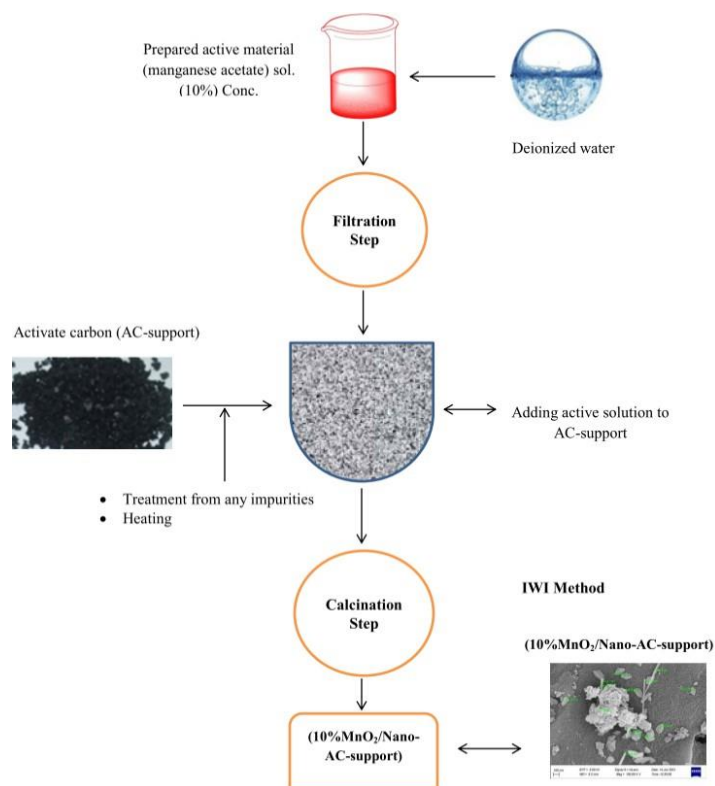 Prepared active material
(manganese acetate) sol.
(10%) Conc.
Deionized water
Filtration
Step
Activate carbon (AC-support)
Adding active solution to
AC-support
• Treatment from any impurities
• Heating
Calcination
Step
IWI Method
(10%MnO₂/Nano-AC-support)
(10%MnO₂/Nano-
AC-support)